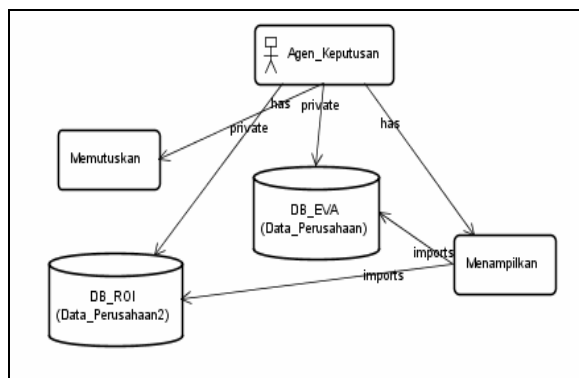 Agen_Keputusan
has
private
private
has
Memutuskan
DB_EVA
(Data_Perusahaan)
imports
Menampilkan
imports
DB_ROI
(Data_Perusahaan2)